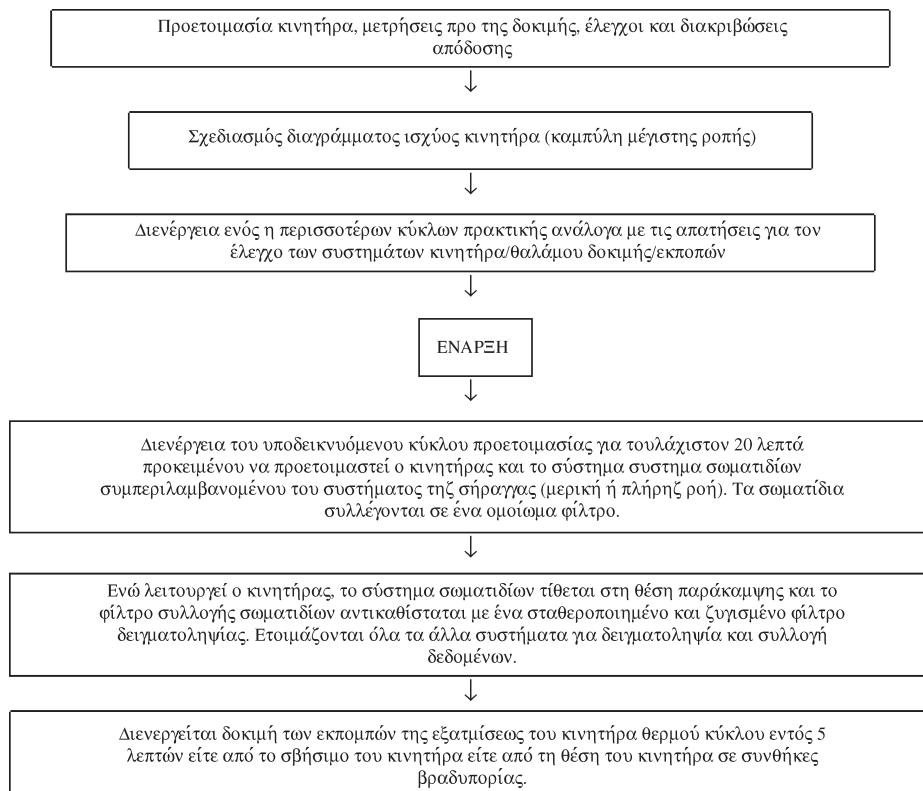 Προετοιμασία κινητήρα, μετρήσεις προ της δοκιμής, έλεγχοι και διακριβώσεις
απόδοσης
Σχεδιασμός διαγράμματος ισχύος κινητήρα (καμπύλη μέγιστης ροπής)
Διενέργεια ενός η περισσοτέρων κύκλων πρακτικής ανάλογα με τις απατήσεις για τον
έλεγχο των συστημάτων κινητήρα/θαλάμου δοκιμής/εκποπών
ΕΝΑΡΞΗ
Διενέργεια του υποδεικνυόμενου κύκλου προετοιμασίας για τουλάχιστον 20 λεπτά
προκειμένου να προετοιμαστεί ο κινητήρας και το σύστημα συστημα σωματιδίων
συμπεριλαμβανομένου του συστήματος τηζ σήραγγας (μερική ή πλήρηζ ροή). Τα σωματίδια
συλλέγονται σε ένα ομοίωμα φίλτρο.
Ενώ λειτουργεί ο κινητήρας, το σύστημα σωματιδίων τίθεται στη θέση παράκαμψης και το
φίλτρο συλλογής σωματιδίων αντικαθίσταται με ένα σταθεροποιημένο και ζυγισμένο φίλτρο
δειγματοληψίας. Ετοιμάζονται όλα τα άλλα συστήματα για δειγματοληψία και συλλογή
δεδομένων.
Διενεργείται δοκιμή των εκπομπών της εξατμίσεως του κινητήρα θερμού κύκλου εντός 5
λεπτών είτε από το σβήσιμο του κινητήρα είτε από τη θέση του κινητήρα σε συνθήκες
βραδυπορίας.